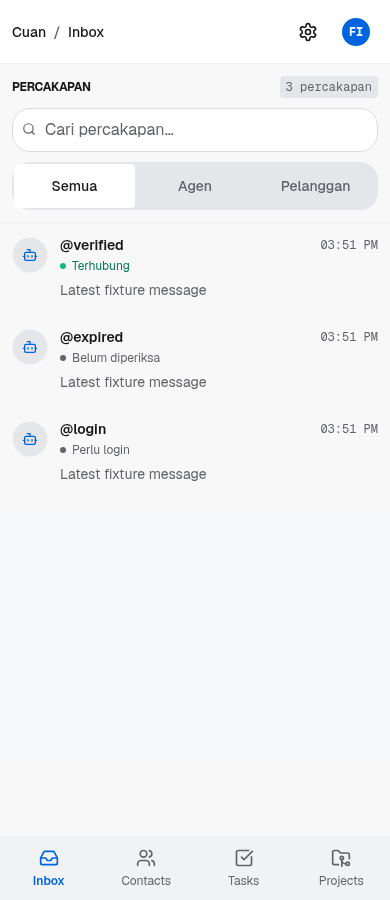 Cuan / Inbox
FI
PERCAKAPAN
3 percakapan
Cari percakapan...
Semua
Agen
Pelanggan
@verified
03:51 PM
Terhubung
Latest fixture message
@expired
03:51 PM
Belum diperiksa
Latest fixture message
@login
03:51 PM
Perlu login
Latest fixture message
Inbox
Contacts
Tasks
Projects